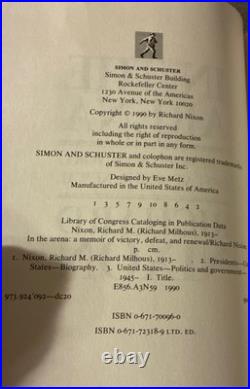 SIMON AND SCHUSTER
Simon & Schuster Building
Rockefeller Center
1230 Avenue of the Americas
New York, New York 10020
Copyright © 1990 by Richard Nixon
All rights reserved
including the right of reproduction
in whole or in part in any form.
SIMON AND SCHUSTER and colophon are registered trademarks
of Simon & Schuster Inc.
Designed by Eve Metz
Manufactured in the United States of America
1 3 5 7 9 10 8 6 4 2
Library of Congress Cataloging in Publication Data
Nixon, Richard M. (Richard Milhous), 1913–
In the arena: a memoir of victory, defeat, and renewal/Richard Nixon.
p. cm.
1. Nixon, Richard M. (Richard Milhous), 1913– . 2. Presidents—
States—Biography. 3. United States—Politics and government—
1945– I. Title.
E856.A3N59 1990
973.924'092—dc20
ISBN 0-671-70096-0
ISBN 0-671-72318-9 LTD. ED.